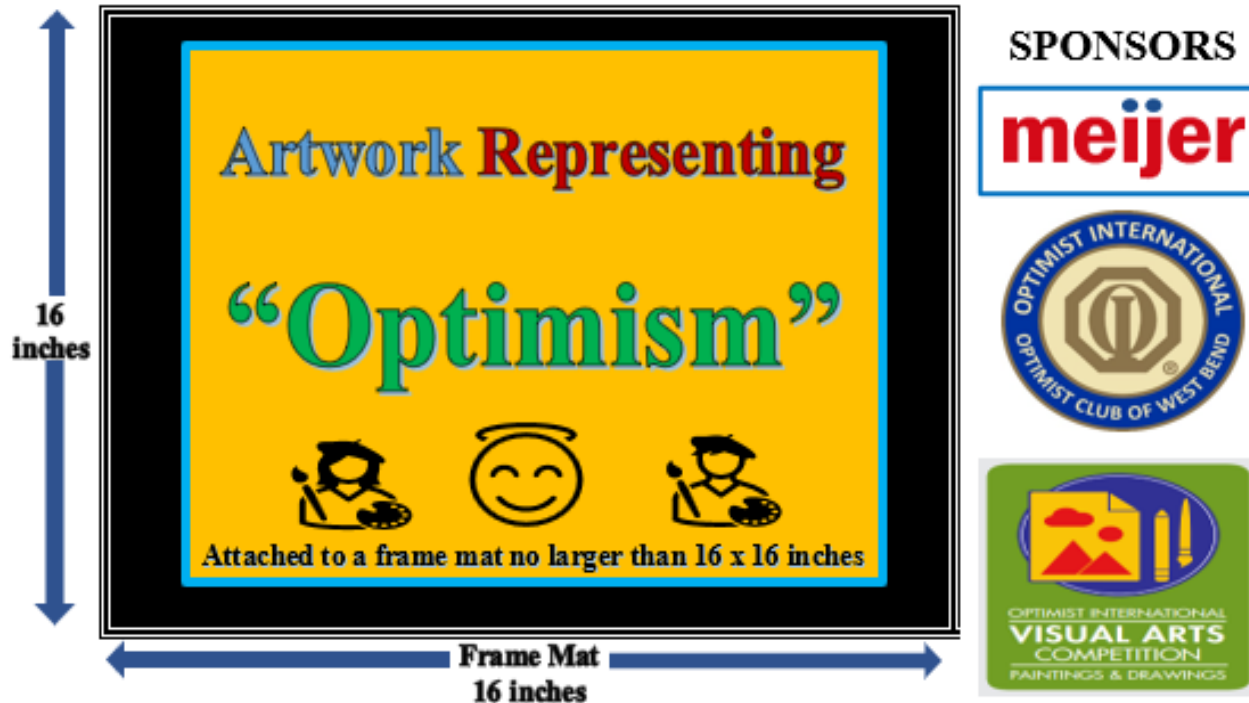 16
inches
Artwork Representing
“Optimism”
Attached to a frame mat no larger than 16 x 16 inches
Frame Mat
16 inches
SPONSORS
meijer
OPTIMIST INTERNATIONAL
OPTIMIST CLUB OF WEST BEND
®
OPTIMIST INTERNATIONAL
VISUAL ARTS
COMPETITION
PAINTINGS & DRAWINGS